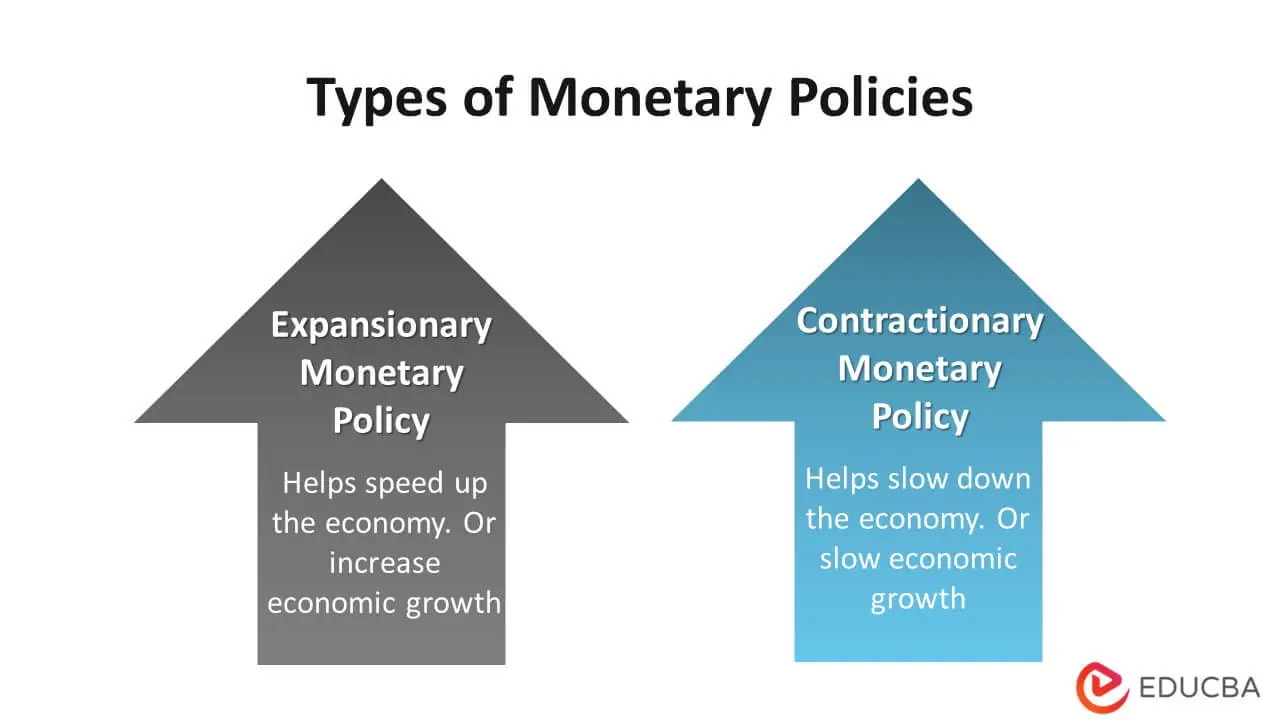 Types of Monetary Policies
Expansionary
Monetary
Policy
Helps speed up
the economy. Or
increase
economic growth
Contractionary
Monetary
Policy
Helps slow down
the economy. Or
slow economic
growth
EDUCBA